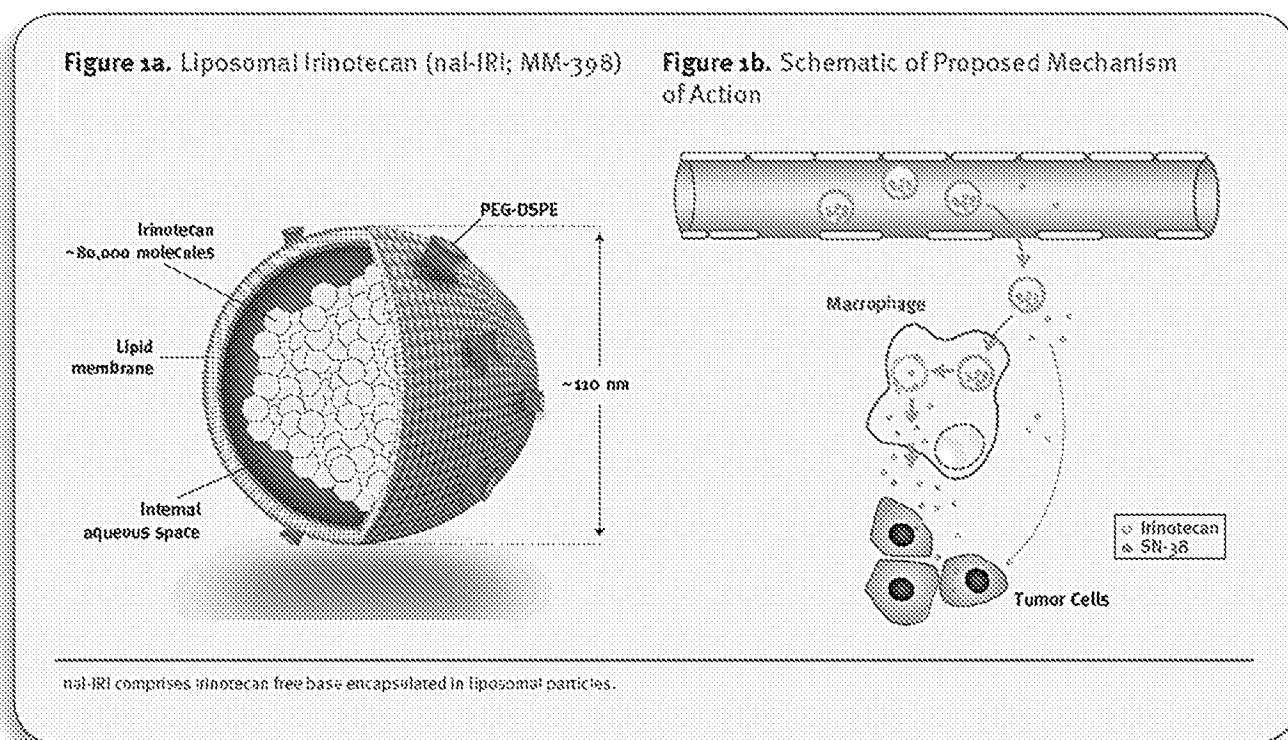 Figure 1a. Liposomal Irinotecan (nal-IRI; MM-398)
Figure 1b. Schematic of Proposed Mechanism
of Action
PEG-DSPE
Irinotecan
~80,000 molecules
Lipid
membrane
~110 nm
Internal
aqueous space
Macrophage
Irinotecan
SN-38
Tumor Cells
nal-IRI comprises irinotecan free base encapsulated in liposomal particles.